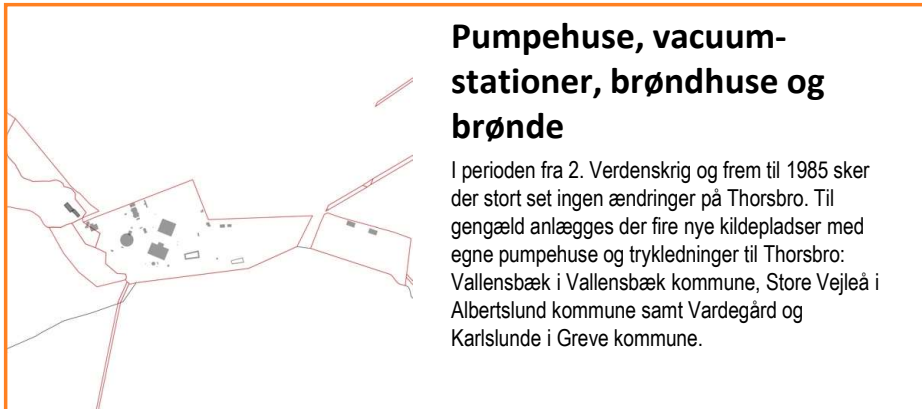 Pumpehuse, vacuum-
stationer, brøndhuse og
brønde
I perioden fra 2. Verdenskrig og frem til 1985 sker
der stort set ingen ændringer på Thorsbro. Til
gengæld anlægges der fire nye kildepladser med
egne pumpehuse og trykledninger til Thorsbro:
Vallensbæk i Vallensbæk kommune, Store Vejleå i
Albertslund kommune samt Vardegård og
Karlslunde i Greve kommune.